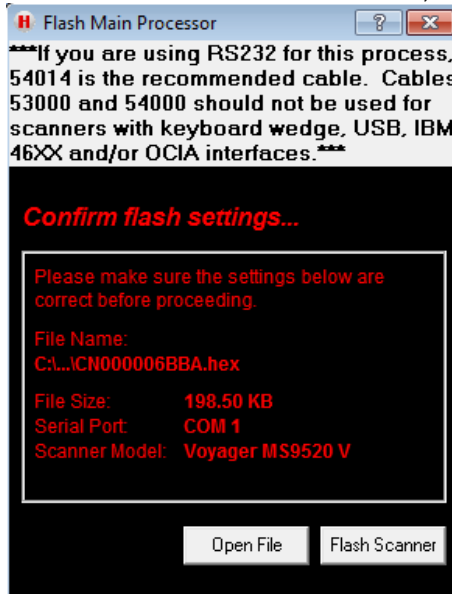 H Flash Main Processor
***If you are using RS232 for this process,
54014 is the recommended cable. Cables
53000 and 54000 should not be used for
scanners with keyboard wedge, USB, IBM
46XX and/or OCIA interfaces.***
Confirm flash settings...
Please make sure the settings below are
correct before proceeding.
File Name:
C:\...\CN000006BBA.hex
File Size: 198.50 KB
Serial Port: COM 1
Scanner Model: Voyager MS9520 V
Open File Flash Scanner